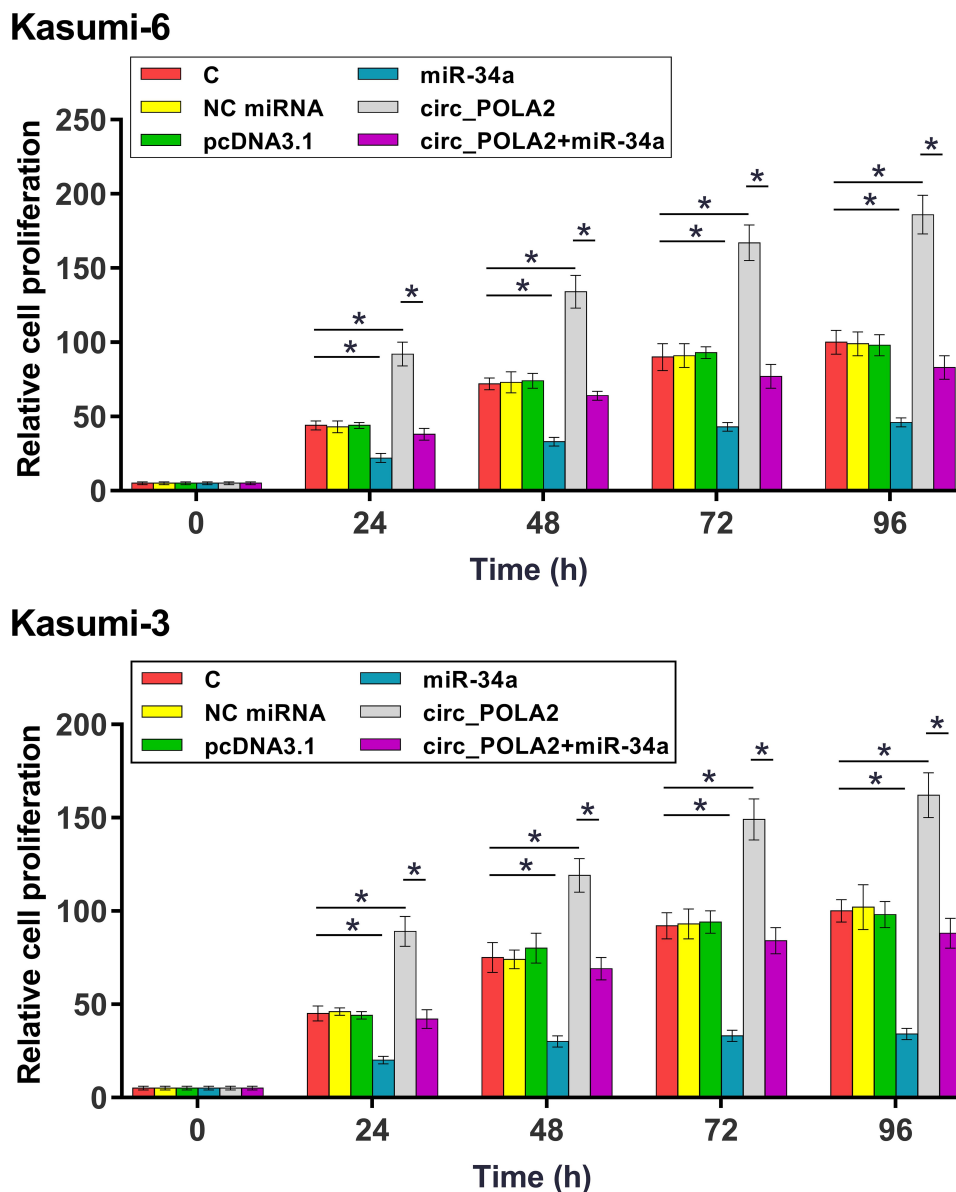 Kasumi-6
C
miR-34a
NC miRNA
circ_POLA2
pcDNA3.1
circ_POLA2+miR-34a
Relative cell proliferation
250
200
150
100
50
0
* * *
* * *
* * *
* * *
0 24 48 72 96
Time (h)
Kasumi-3
C
miR-34a
NC miRNA
circ_POLA2
pcDNA3.1
circ_POLA2+miR-34a
Relative cell proliferation
200
150
100
50
0
* * *
* * *
* * *
* * *
0 24 48 72 96
Time (h)